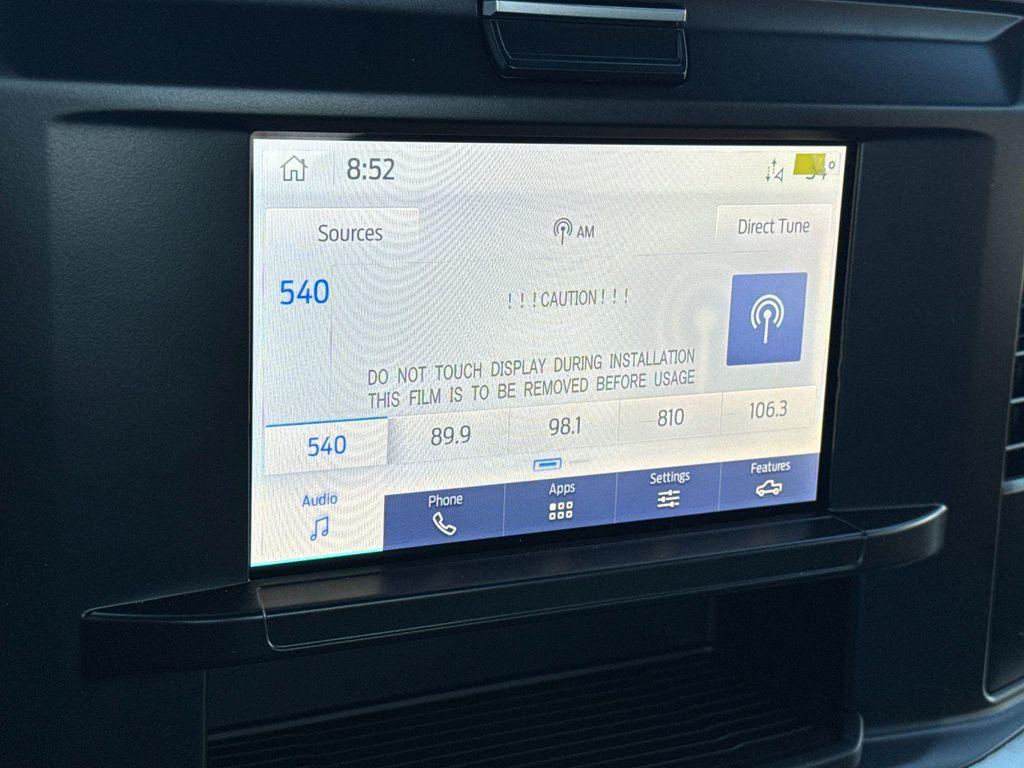 8:52
Sources
AM
Direct Tune
540
! ! ! CAUTION ! ! !
DO NOT TOUCH DISPLAY DURING INSTALLATION
THIS FILM IS TO BE REMOVED BEFORE USAGE
540
89.9
98.1
810
106.3
Audio
Phone
Apps
Settings
Features